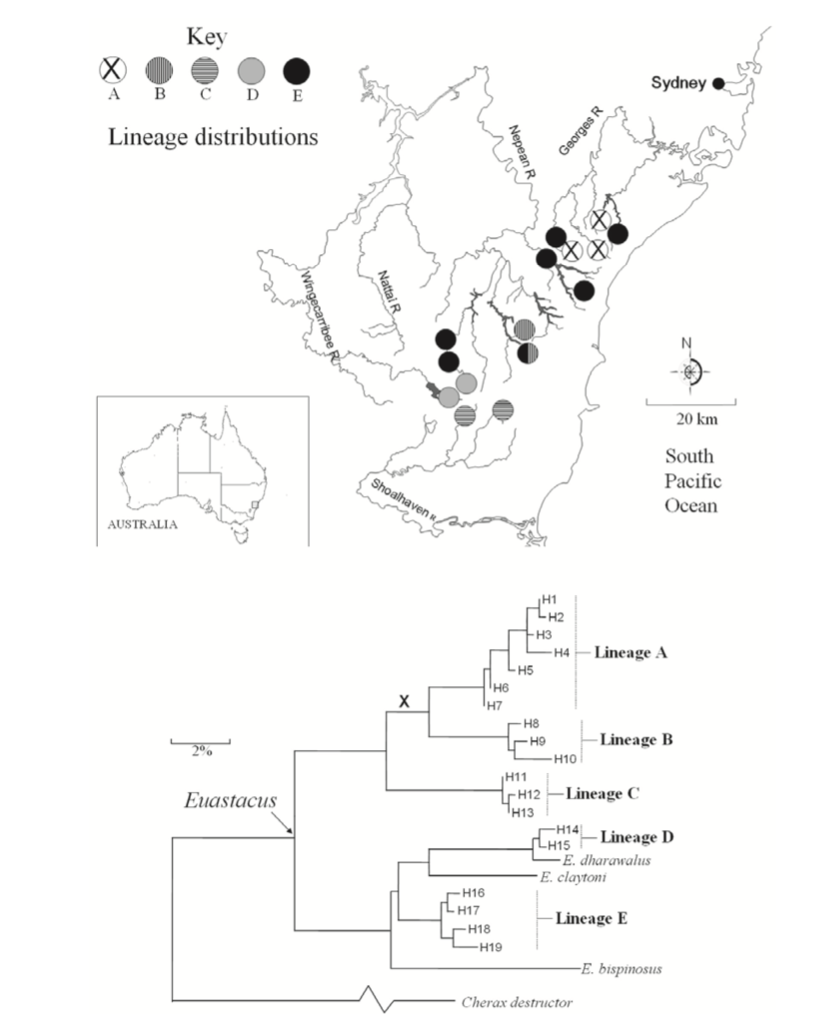 Key
A B C D E
Lineage distributions
Sydney
Georges R
Nepean R
Nattai R
Wingecarribee R
N
20 km
South
Pacific
Ocean
Shoalhaven R
AUSTRALIA
H1
H2
H3
H4
Lineage A
H5
X
H6
H7
H8
H9
Lineage B
2%
H10
H11
H12
Lineage C
Euastacus
H13
H14
Lineage D
H15
E. dharawalus
E. claytoni
H16
H17
Lineage E
H18
H19
E. bispinosus
Cherax destructor